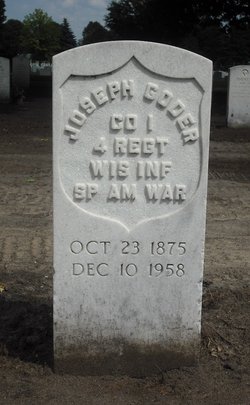 JOSEPH GODER
CO I
4 REGT
WIS INF
SP AM WAR
OCT 23 1875
DEC 10 1958